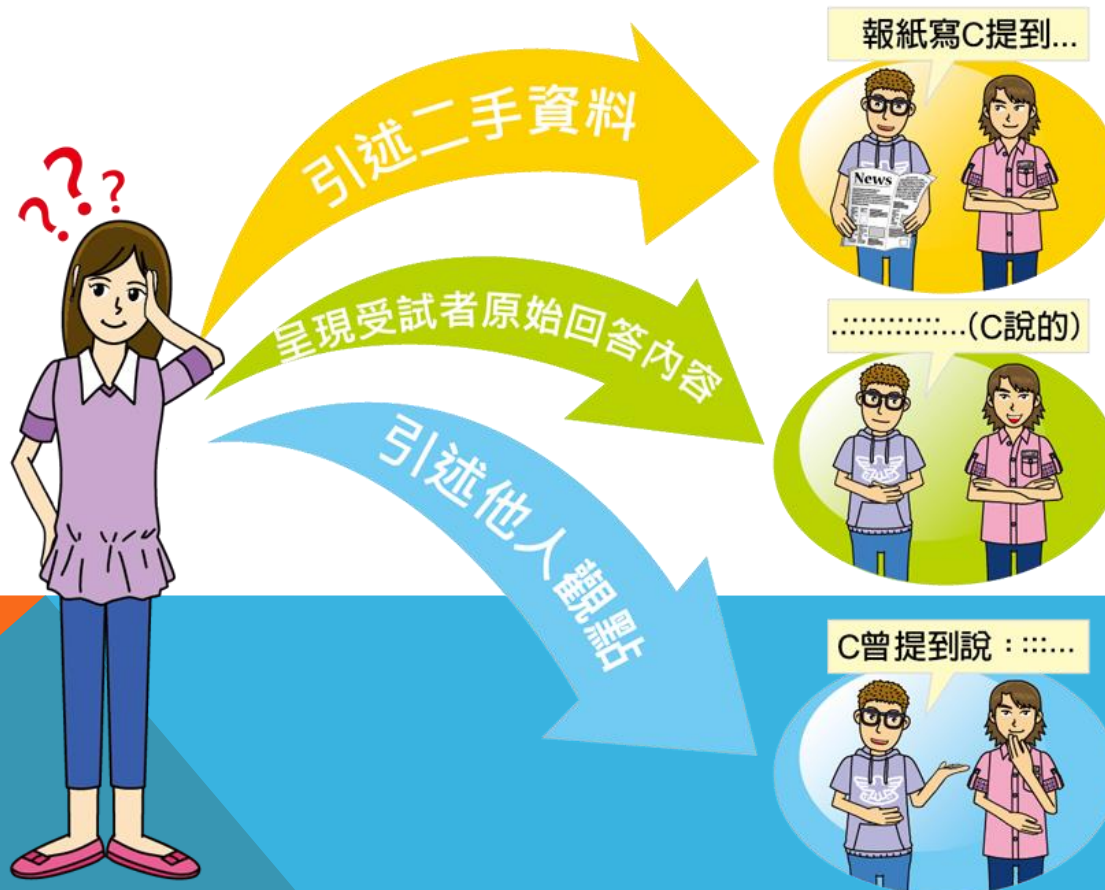 報紙寫C提到...
引述二手資料
???
News
呈現受試者原始回答內容
...............(C說的)
引述他人觀點
C曾提到說：:::...